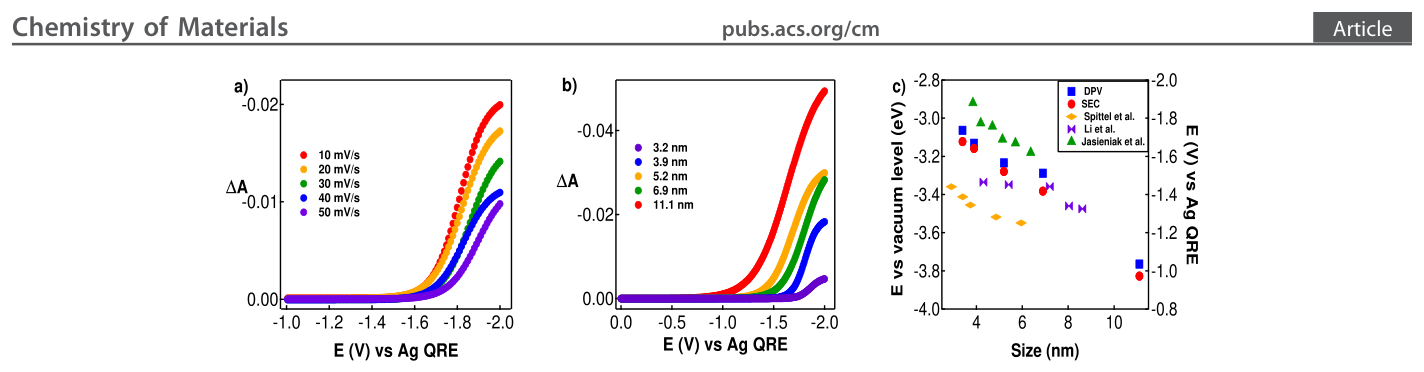 Chemistry of Materials
pubs.acs.org/cm
Article
a)
-0.02
-0.01
0.00
ΔA
10 mV/s
20 mV/s
30 mV/s
40 mV/s
50 mV/s
-1.0 -1.2 -1.4 -1.6 -1.8 -2.0
E (V) vs Ag QRE
b)
-0.04
-0.02
0.00
ΔA
3.2 nm
3.9 nm
5.2 nm
6.9 nm
11.1 nm
0.0 -0.5 -1.0 -1.5 -2.0
E (V) vs Ag QRE
c)
E vs vacuum level (eV)
-2.8
-3.0
-3.2
-3.4
-3.6
-3.8
-4.0
DPV
SEC
Spittel et al.
Li et al.
Jasieniak et al.
-2.0
-1.8
-1.6
-1.4
-1.2
-1.0
-0.8
E (V) vs Ag QRE
4 6 8 10
Size (nm)